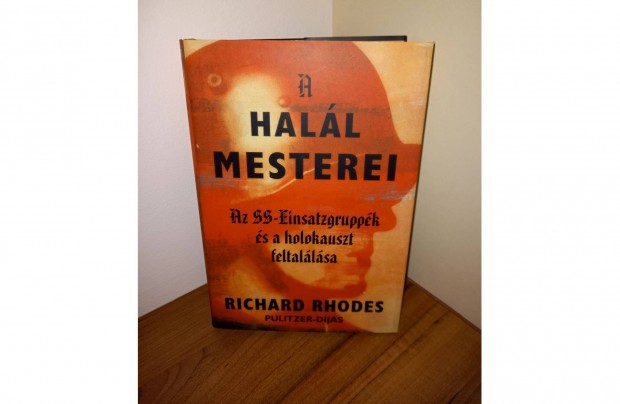 A
HALÁL
MESTEREI
Az SS-Einsatzgruppék
és a holokauszt
feltalálása
RICHARD RHODES
PULITZER-DÍJAS